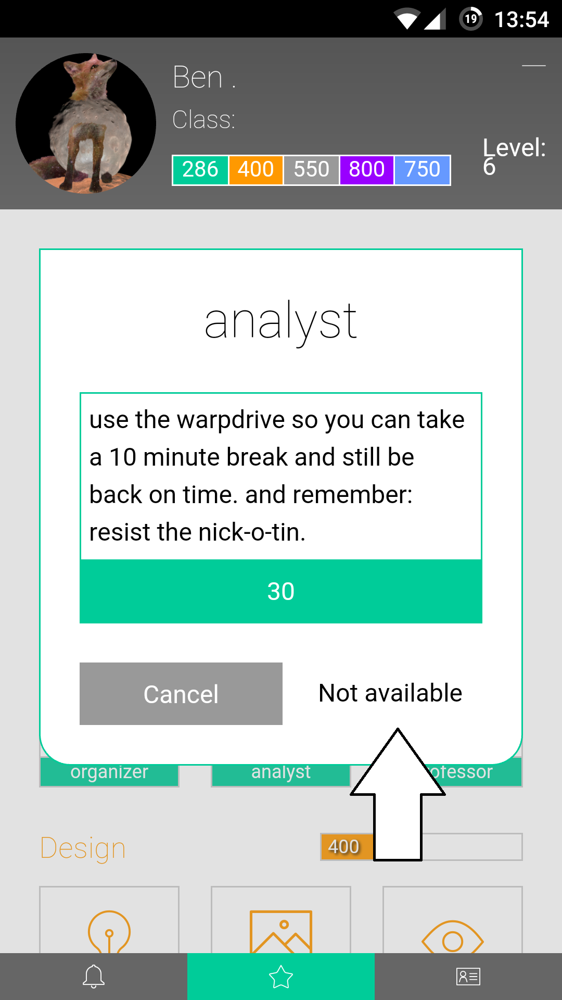 19 13:54
Ben .
Class:
Level:
6
286 400 550 800 750
analyst
use the warpdrive so you can take
a 10 minute break and still be
back on time. and remember:
resist the nick-o-tin.
30
Cancel Not available
organizer analyst ofessor
Design 400